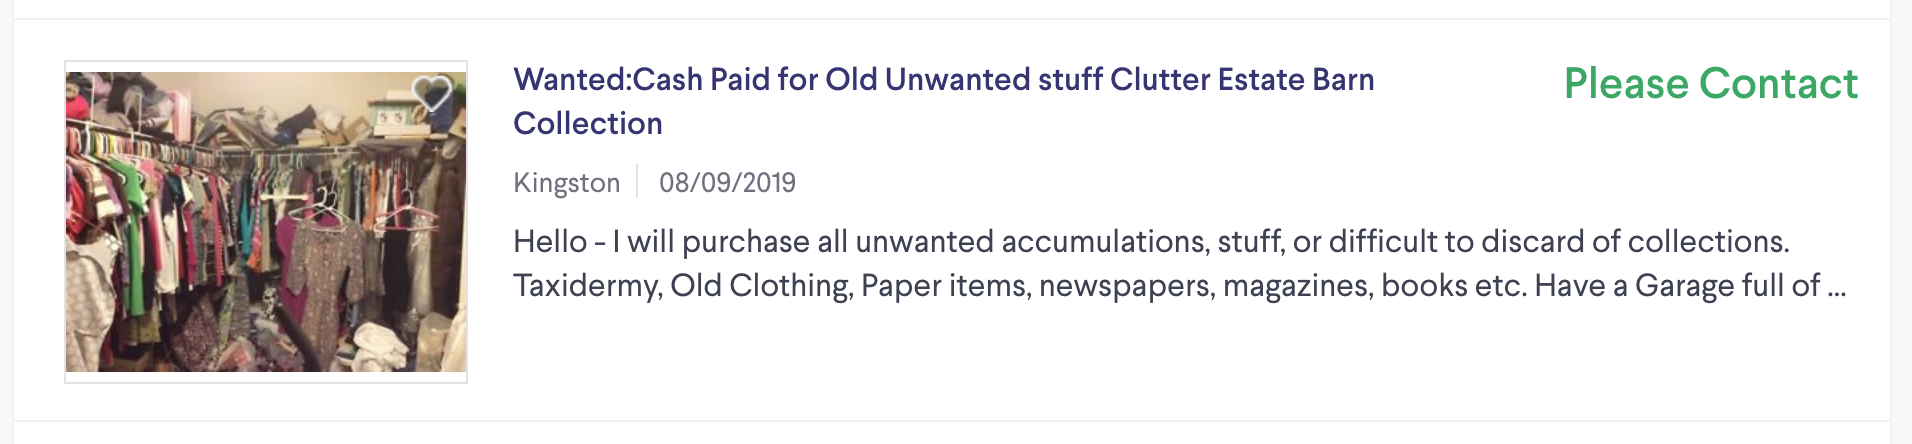 Wanted:Cash Paid for Old Unwanted stuff Clutter Estate Barn
Collection
Please Contact
Kingston
08/09/2019
Hello - I will purchase all unwanted accumulations, stuff, or difficult to discard of collections.
Taxidermy, Old Clothing, Paper items, newspapers, magazines, books etc. Have a Garage full of ...